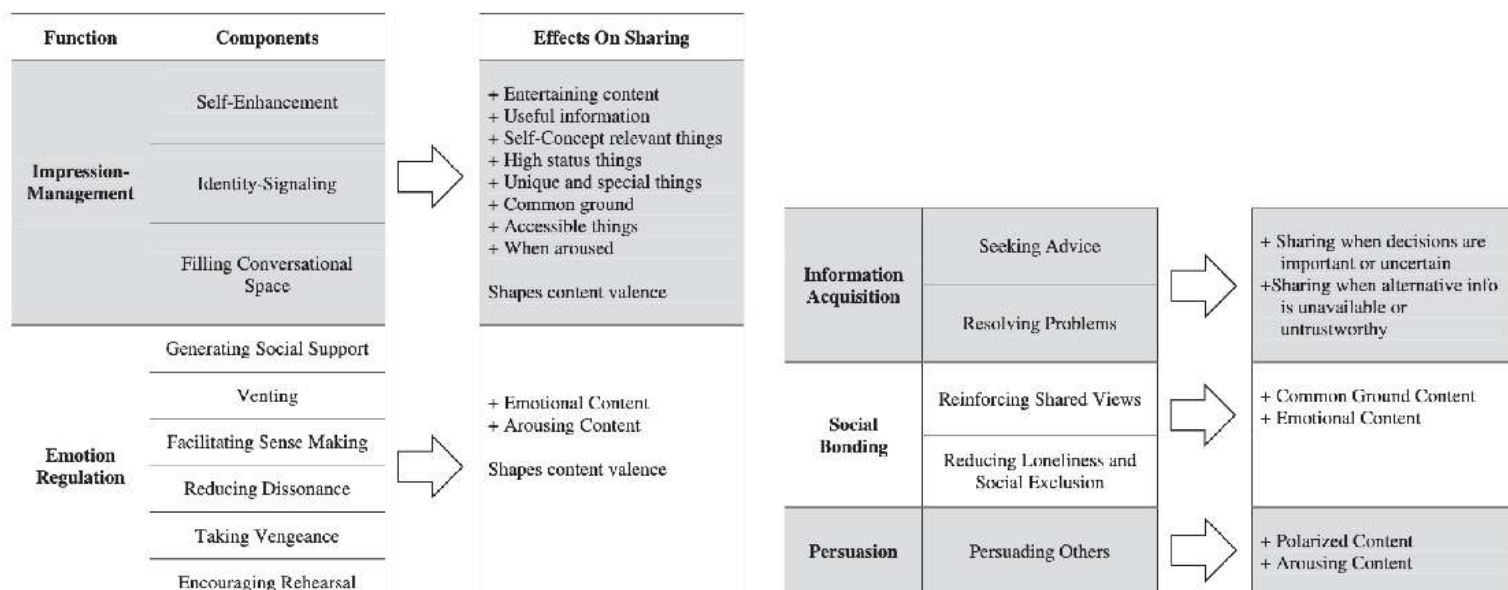 Function Components Effects On Sharing
Impression-
Management
Self-Enhancement
Identity-Signaling
Filling Conversational
Space
+ Entertaining content
+ Useful information
+ Self-Concept relevant things
+ High status things
+ Unique and special things
+ Common ground
+ Accessible things
+ When aroused
Shapes content valence
Emotion
Regulation
Generating Social Support
Venting
Facilitating Sense Making
Reducing Dissonance
Taking Vengeance
Encouraging Rehearsal
+ Emotional Content
+ Arousing Content
Shapes content valence
Information
Acquisition
Seeking Advice
Resolving Problems
+ Sharing when decisions are
important or uncertain
+Sharing when alternative info
is unavailable or
untrustworthy
Social
Bonding
Reinforcing Shared Views
Reducing Loneliness and
Social Exclusion
+ Common Ground Content
+ Emotional Content
Persuasion
Persuading Others
+ Polarized Content
+ Arousing Content